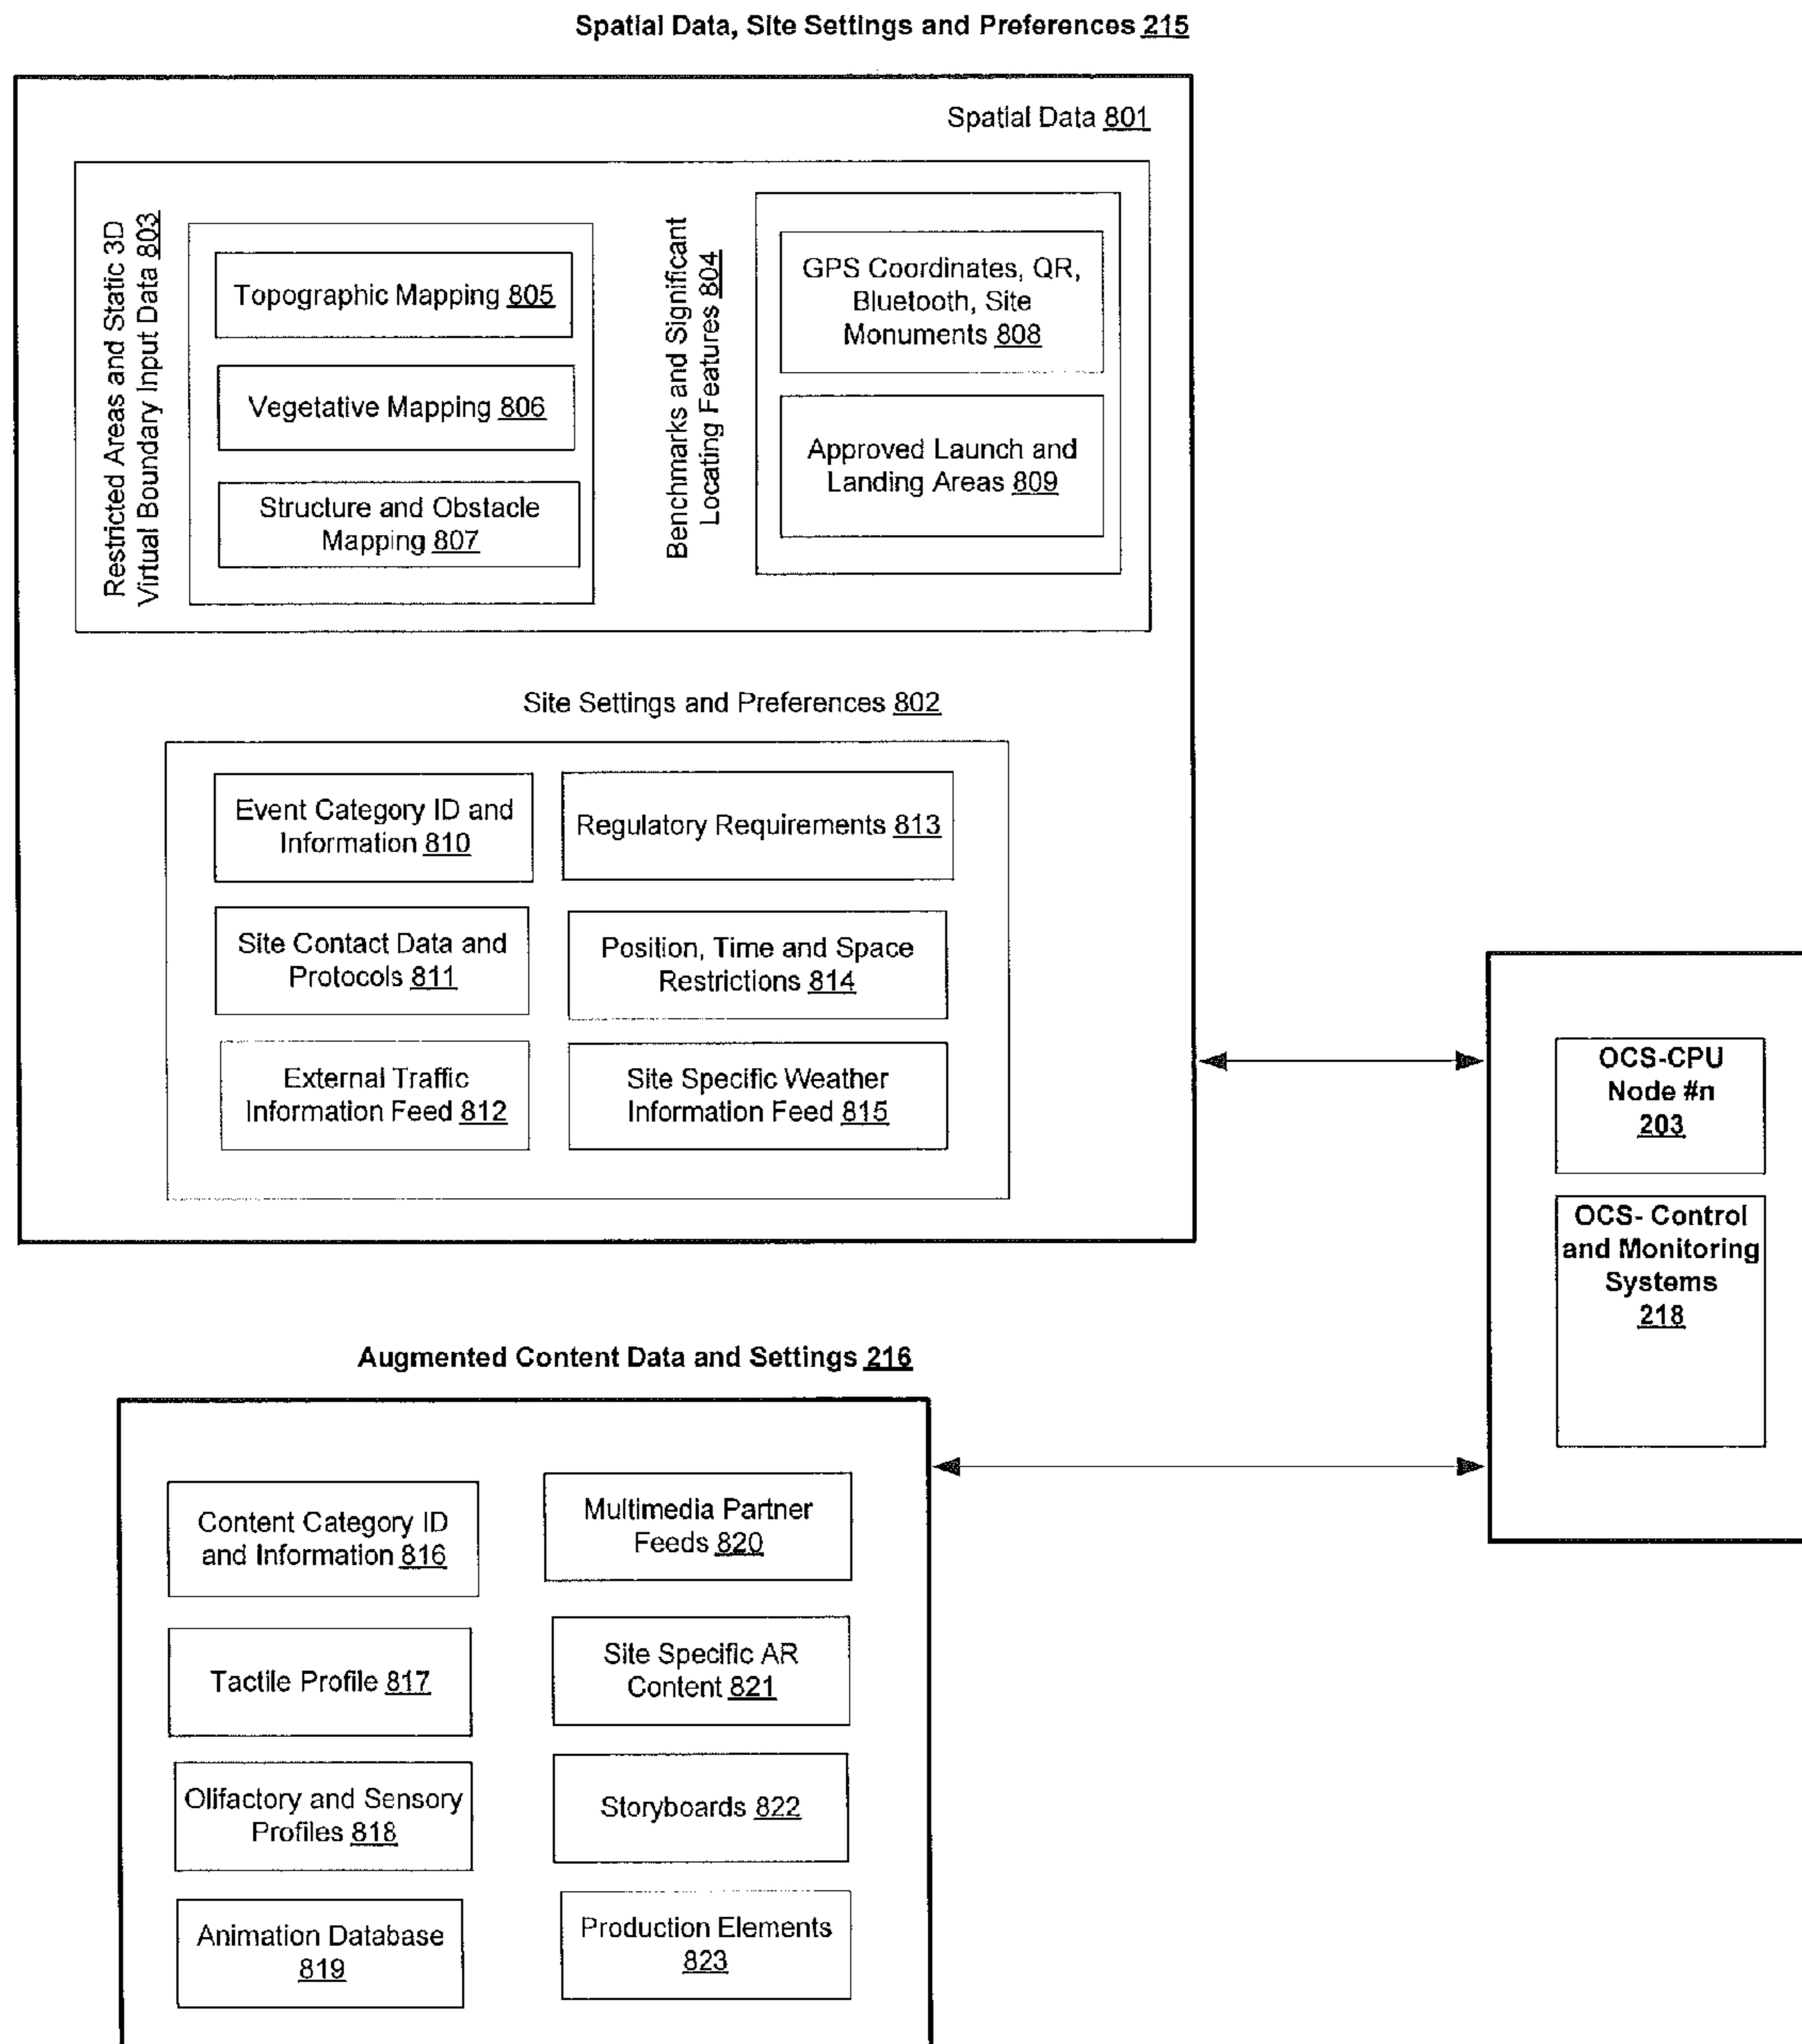 Spatial Data, Site Settings and Preferences 215
Spatial Data 801
Restricted Areas and Static 3D
Virtual Boundary Input Data 803
Topographic Mapping 805
Vegetative Mapping 806
Structure and Obstacle
Mapping 807
Benchmarks and Significant
Locating Features 804
GPS Coordinates, QR,
Bluetooth, Site
Monuments 808
Approved Launch and
Landing Areas 809
Site Settings and Preferences 802
Event Category ID and
Information 810
Regulatory Requirements 813
Site Contact Data and
Protocols 811
Position, Time and Space
Restrictions 814
External Traffic
Information Feed 812
Site Specific Weather
Information Feed 815
OCS-CPU
Node #n
203
OCS- Control
and Monitoring
Systems
218
Augmented Content Data and Settings 216
Content Category ID
and Information 816
Multimedia Partner
Feeds 820
Tactile Profile 817
Site Specific AR
Content 821
Olifactory and Sensory
Profiles 818
Storyboards 822
Animation Database
819
Production Elements
823